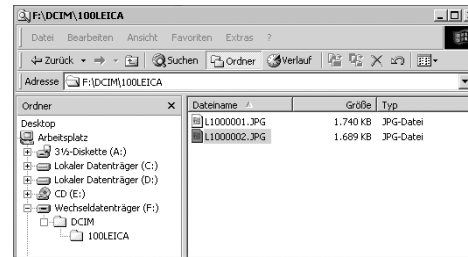 F:\DCIM\100LEICA
Datei Bearbeiten Ansicht Favoriten Extras ?
Zurück Suchen Ordner Verlauf
Adresse F:\DCIM\100LEICA
Ordner x Dateiname Größe Typ
Desktop
Arbeitsplatz
3½-Diskette (A:)
Lokaler Datenträger (C:)
Lokaler Datenträger (D:)
CD (E:)
Wechseldatenträger (F:)
DCIM
100LEICA
L1000001.JPG 1.740 KB JPG-Datei
L1000002.JPG 1.689 KB JPG-Datei